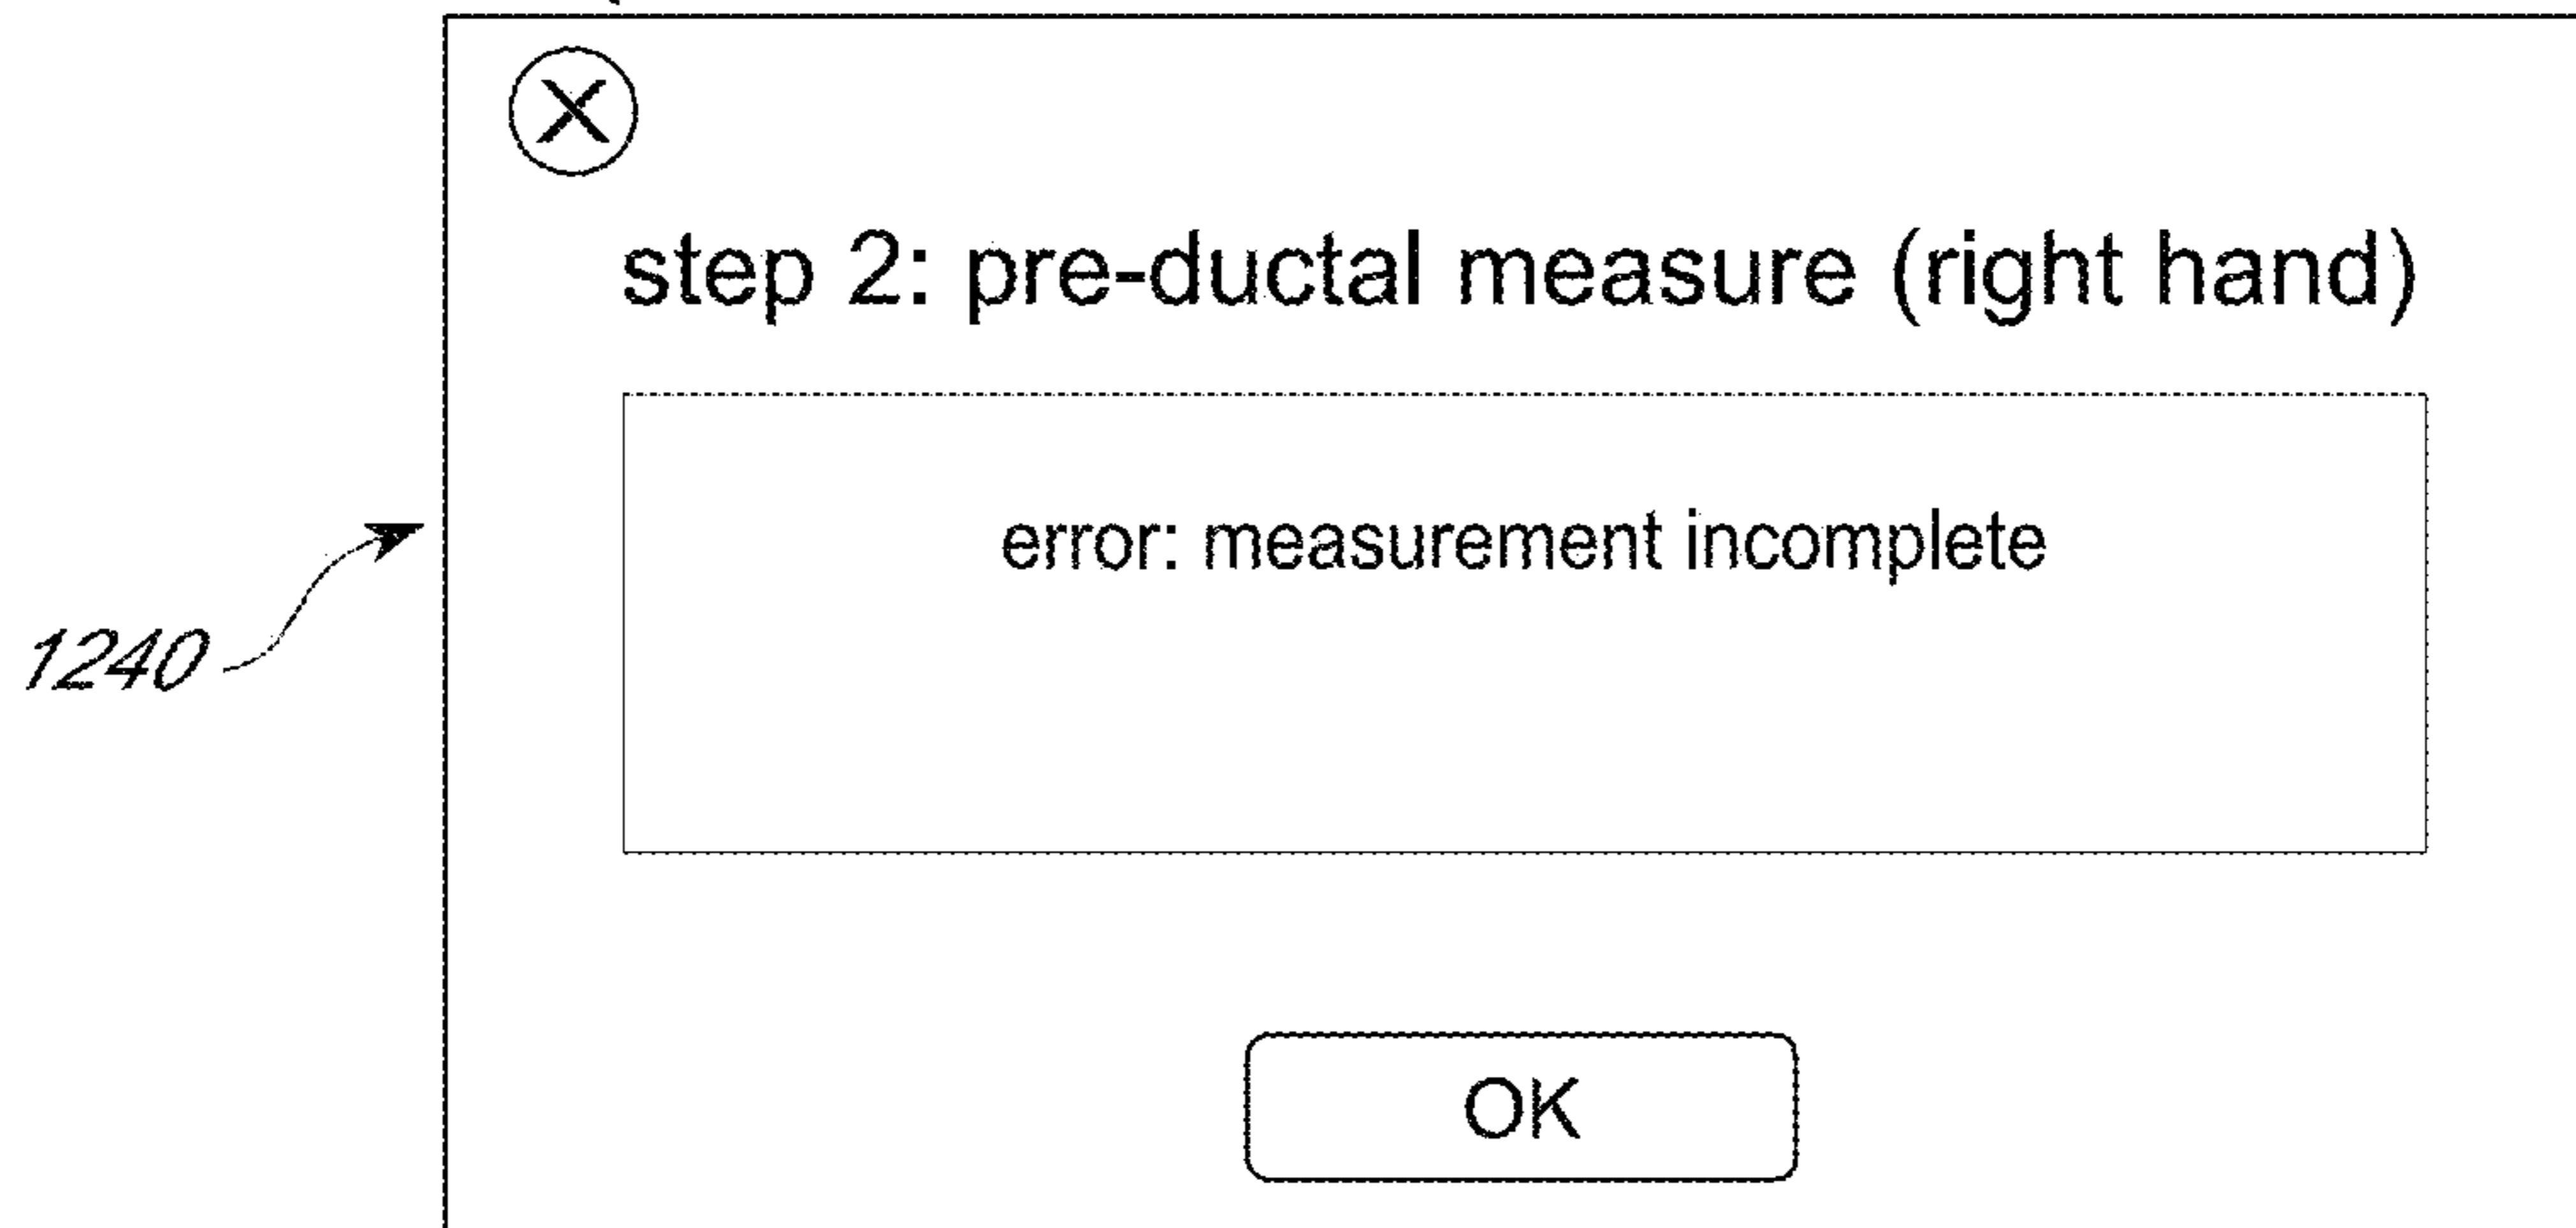 X
step 2: pre-ductal measure (right hand)
error: measurement incomplete
1240
OK